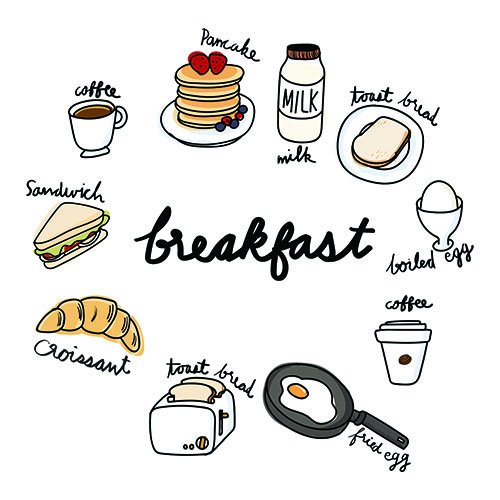 Pancake
coffee
MILK
toast bread
milk
Sandwich
breakfast
boiled egg
coffee
Croissant
toast bread
fried egg